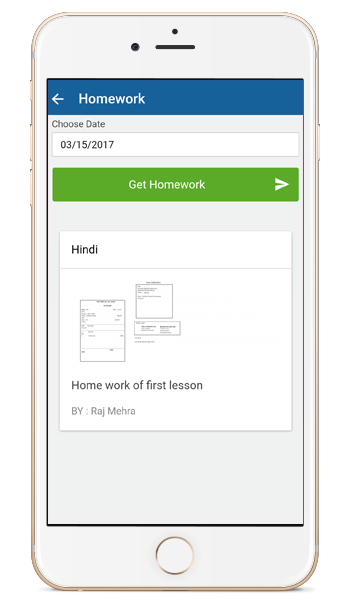 Homework
Choose Date
03/15/2017
Get Homework
Hindi
Home work of first lesson
BY : Raj Mehra